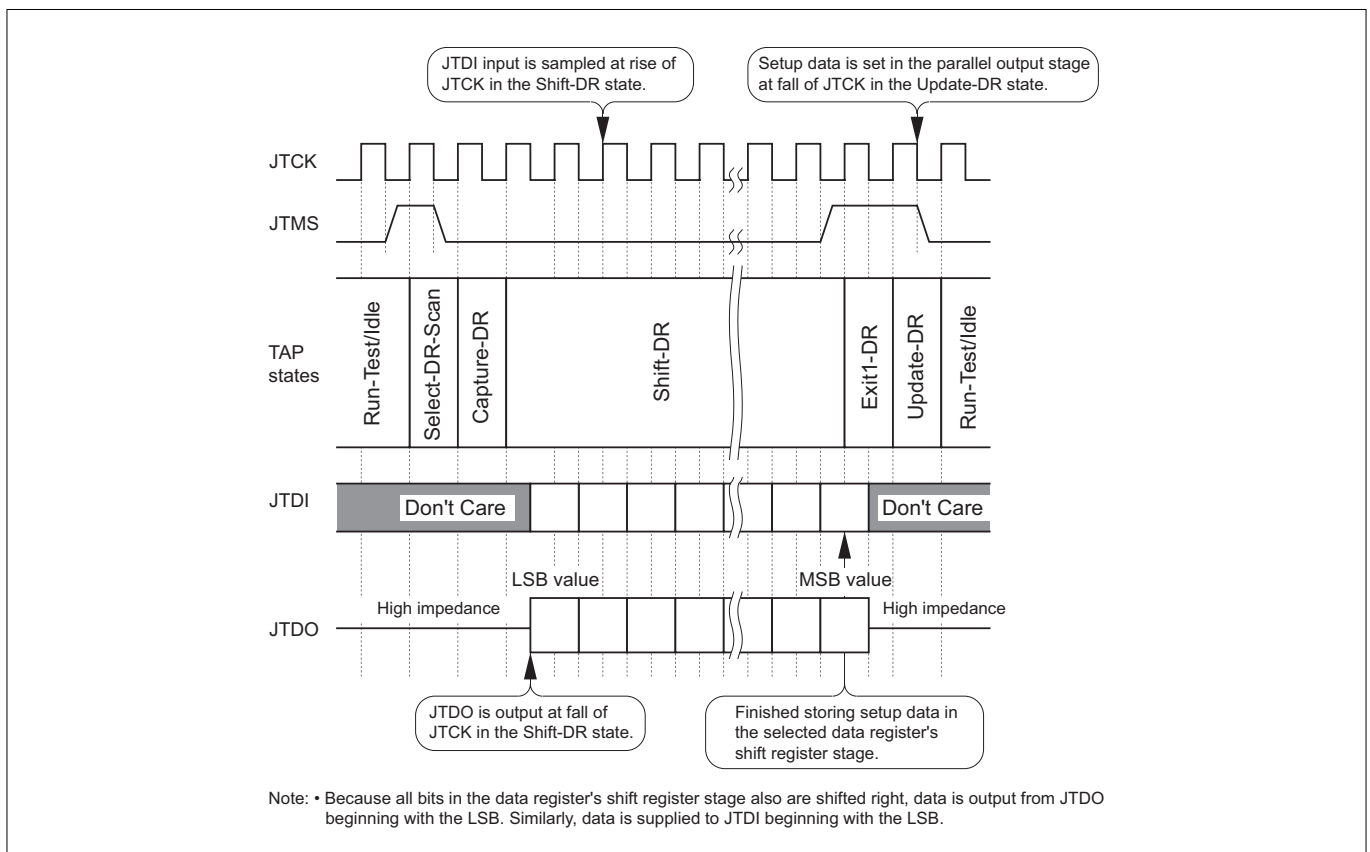 JTDI input is sampled at rise of
JTCK in the Shift-DR state.
Setup data is set in the parallel output stage
at fall of JTCK in the Update-DR state.
JTCK
JTMS
TAP
states
Run-Test/Idle
Select-DR-Scan
Capture-DR
Shift-DR
Exit1-DR
Update-DR
Run-Test/Idle
JTDI
Don't Care
Don't Care
LSB value
MSB value
High impedance
High impedance
JTDO
JTDO is output at fall of
JTCK in the Shift-DR state.
Finished storing setup data in
the selected data register's
shift register stage.
Note: • Because all bits in the data register's shift register stage also are shifted right, data is output from JTDO
beginning with the LSB. Similarly, data is supplied to JTDI beginning with the LSB.